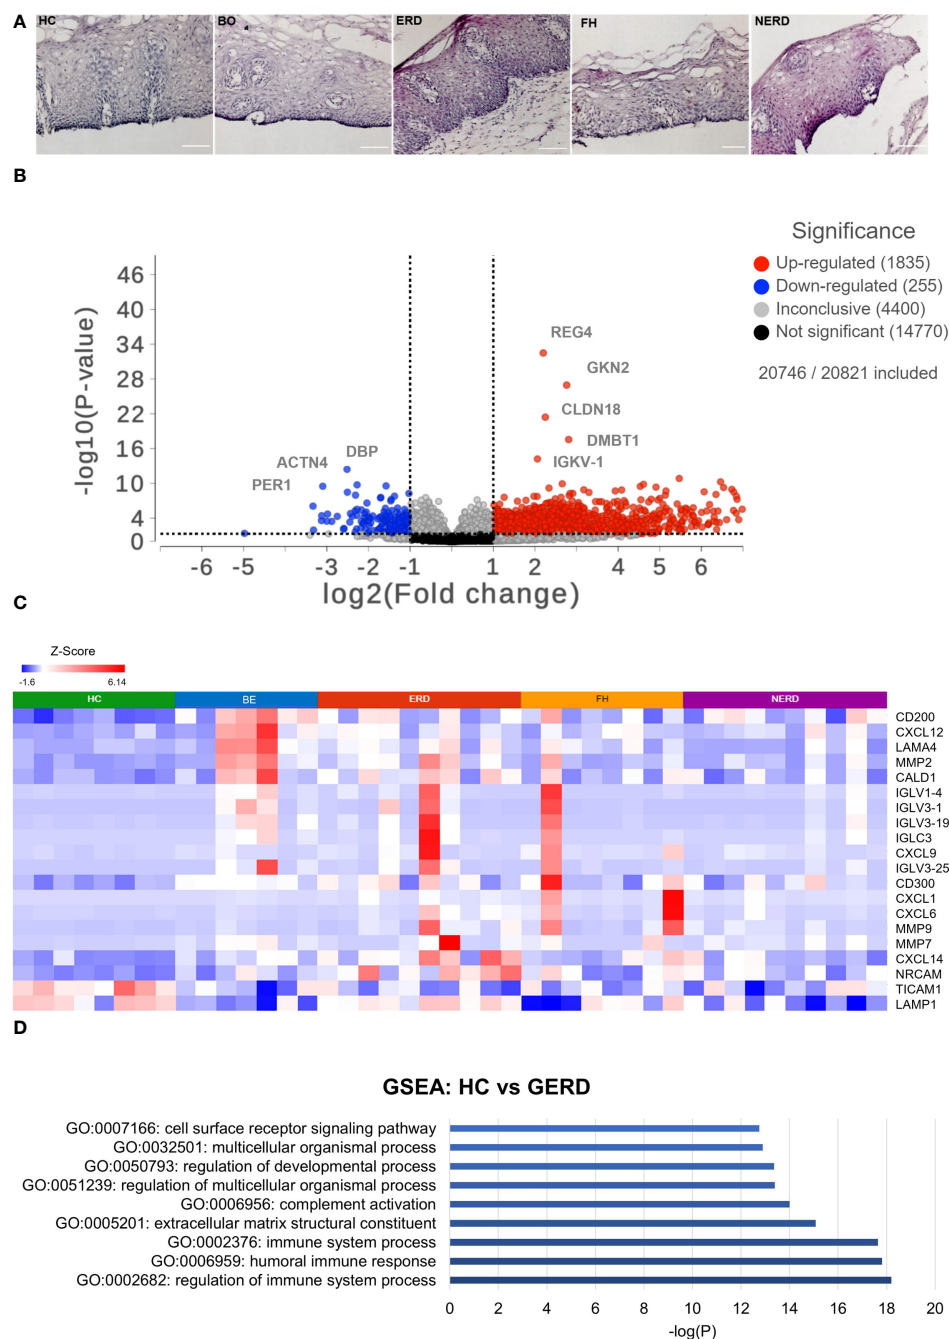 A
HC
BO
ERD
FH
NERD
B
Significance
Up-regulated (1835)
Down-regulated (255)
Inconclusive (4400)
Not significant (14770)
20746 / 20821 included
-log10(P-value)
46
40
34
28
22
16
10
4
0
REG4
GKN2
CLDN18
DMBT1
IGKV-1
DBP
ACTN4
PER1
-6 -5 -3 -2 -1 1 2 4 5 6
log2(Fold change)
C
Z-Score
-1.6 6.14
HC BE ERD FH NERD
CD200
CXCL12
LAMA4
MMP2
CALD1
IGLV1-4
IGLV3-1
IGLV3-19
IGLC3
CXCL9
IGLV3-25
CD300
CXCL1
CXCL6
MMP9
MMP7
CXCL14
NRCAM
TICAM1
LAMP1
D
GSEA: HC vs GERD
GO:0007166: cell surface receptor signaling pathway
GO:0032501: multicellular organismal process
GO:0050793: regulation of developmental process
GO:0051239: regulation of multicellular organismal process
GO:0006956: complement activation
GO:0005201: extracellular matrix structural constituent
GO:0002376: immune system process
GO:0006959: humoral immune response
GO:0002682: regulation of immune system process
0 2 4 6 8 10 12 14 16 18 20
-log(P)